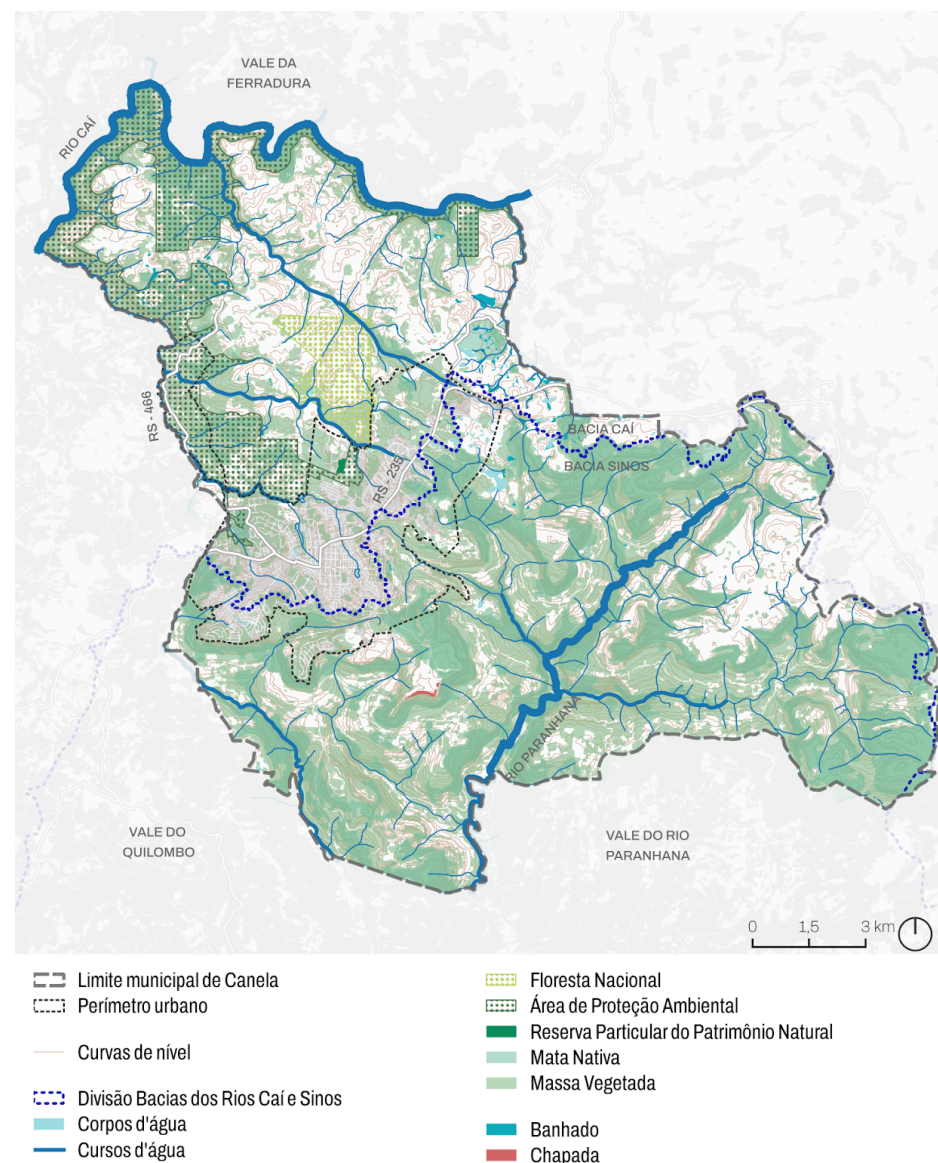 VALE DA
FERRADURA
RIO CAÍ
RS - 466
BACIA CAÍ
BACIA SINOS
RS - 235
RIO PARANHANA
VALE DO
QUILOMBO
VALE DO RIO
PARANHANA
0 1,5 3 km
Limite municipal de Canela
Perímetro urbano
Curvas de nível
Divisão Bacias dos Rios Caí e Sinos
Corpos d'água
Cursos d'água
Floresta Nacional
Área de Proteção Ambiental
Reserva Particular do Patrimônio Natural
Mata Nativa
Massa Vegetada
Banhado
Chapada